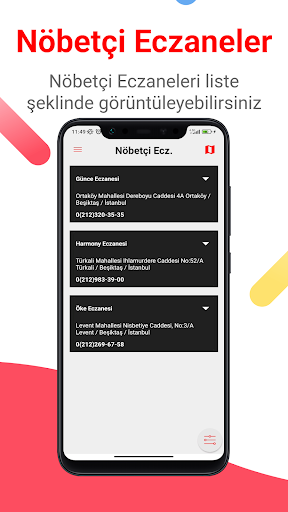 Nöbetçi Eczaneler
Nöbetçi Eczaneleri liste
şeklinde görüntüleyebilirsiniz
11:49
Nöbetçi Ecz.
Günce Eczanesi
Ortaköy Mahallesi Dereboyu Caddesi 4A Ortaköy /
Beşiktaş / İstanbul
0(212)320-35-35
Harmony Eczanesi
Türkali Mahallesi Ihlamurdere Caddesi No:52/A
Türkali / Beşiktaş / İstanbul
0(212)983-39-00
Öke Eczanesi
Levent Mahallesi Nisbetiye Caddesi, No:3/A
Levent / Beşiktaş / İstanbul
0(212)269-67-58